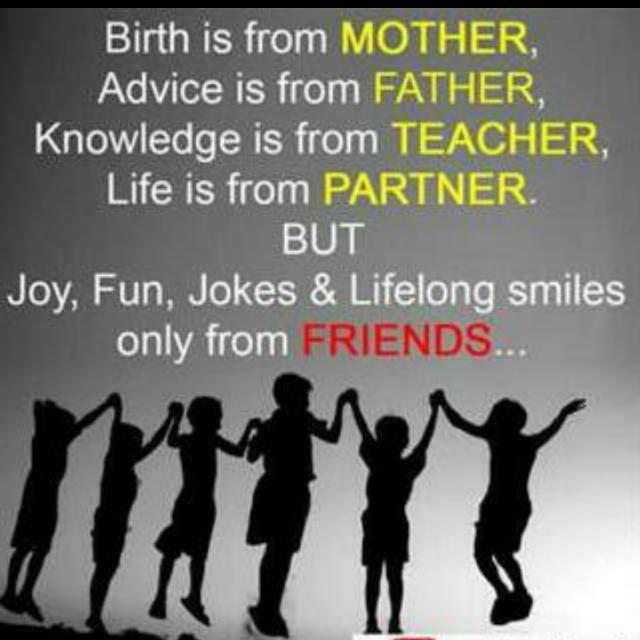 Birth is from MOTHER,
Advice is from FATHER,
Knowledge is from TEACHER,
Life is from PARTNER.
BUT
Joy, Fun, Jokes & Lifelong smiles
only from FRIENDS...